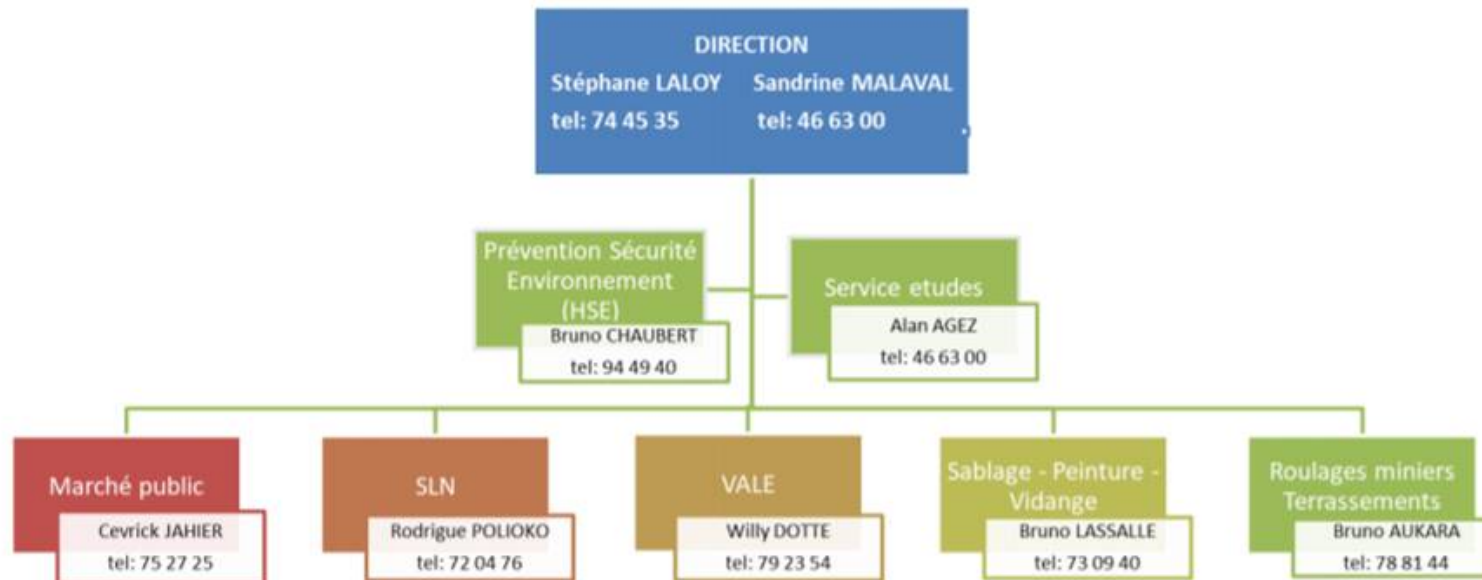 DIRECTION
Stéphane LALOY Sandrine MALAVAL
tel: 74 45 35 tel: 46 63 00
Prévention Sécurité
Environnement
(HSE)
Bruno CHAUBERT
tel: 94 49 40
Service etudes
Alan AGEZ
tel: 46 63 00
Marché public
Cevrick JAHIER
tel: 75 27 25
SLN
Rodrigue POLIOKO
tel: 72 04 76
VALE
Willy DOTTE
tel: 79 23 54
Sablage - Peinture -
Vidange
Bruno LASSALLE
tel: 73 09 40
Roulages miniers
Terrassements
Bruno AUKARA
tel: 78 81 44